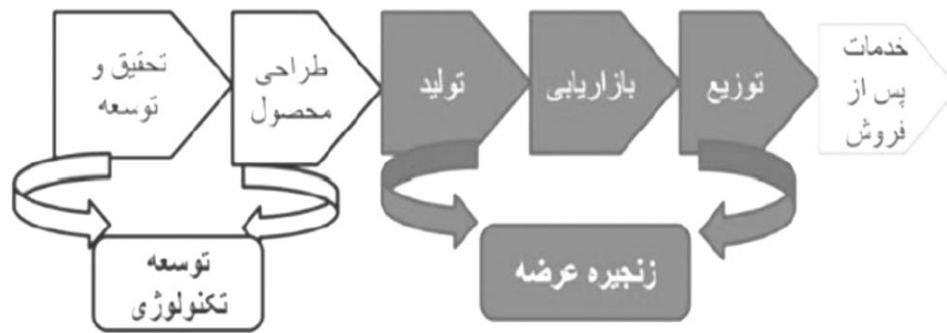 تحقیق و
توسعه
طراحی
محصول
تولید
بازاریابی
توزیع
خدمات
پس از
فروش
توسعه
تکنولوژی
زنجیره عرضه